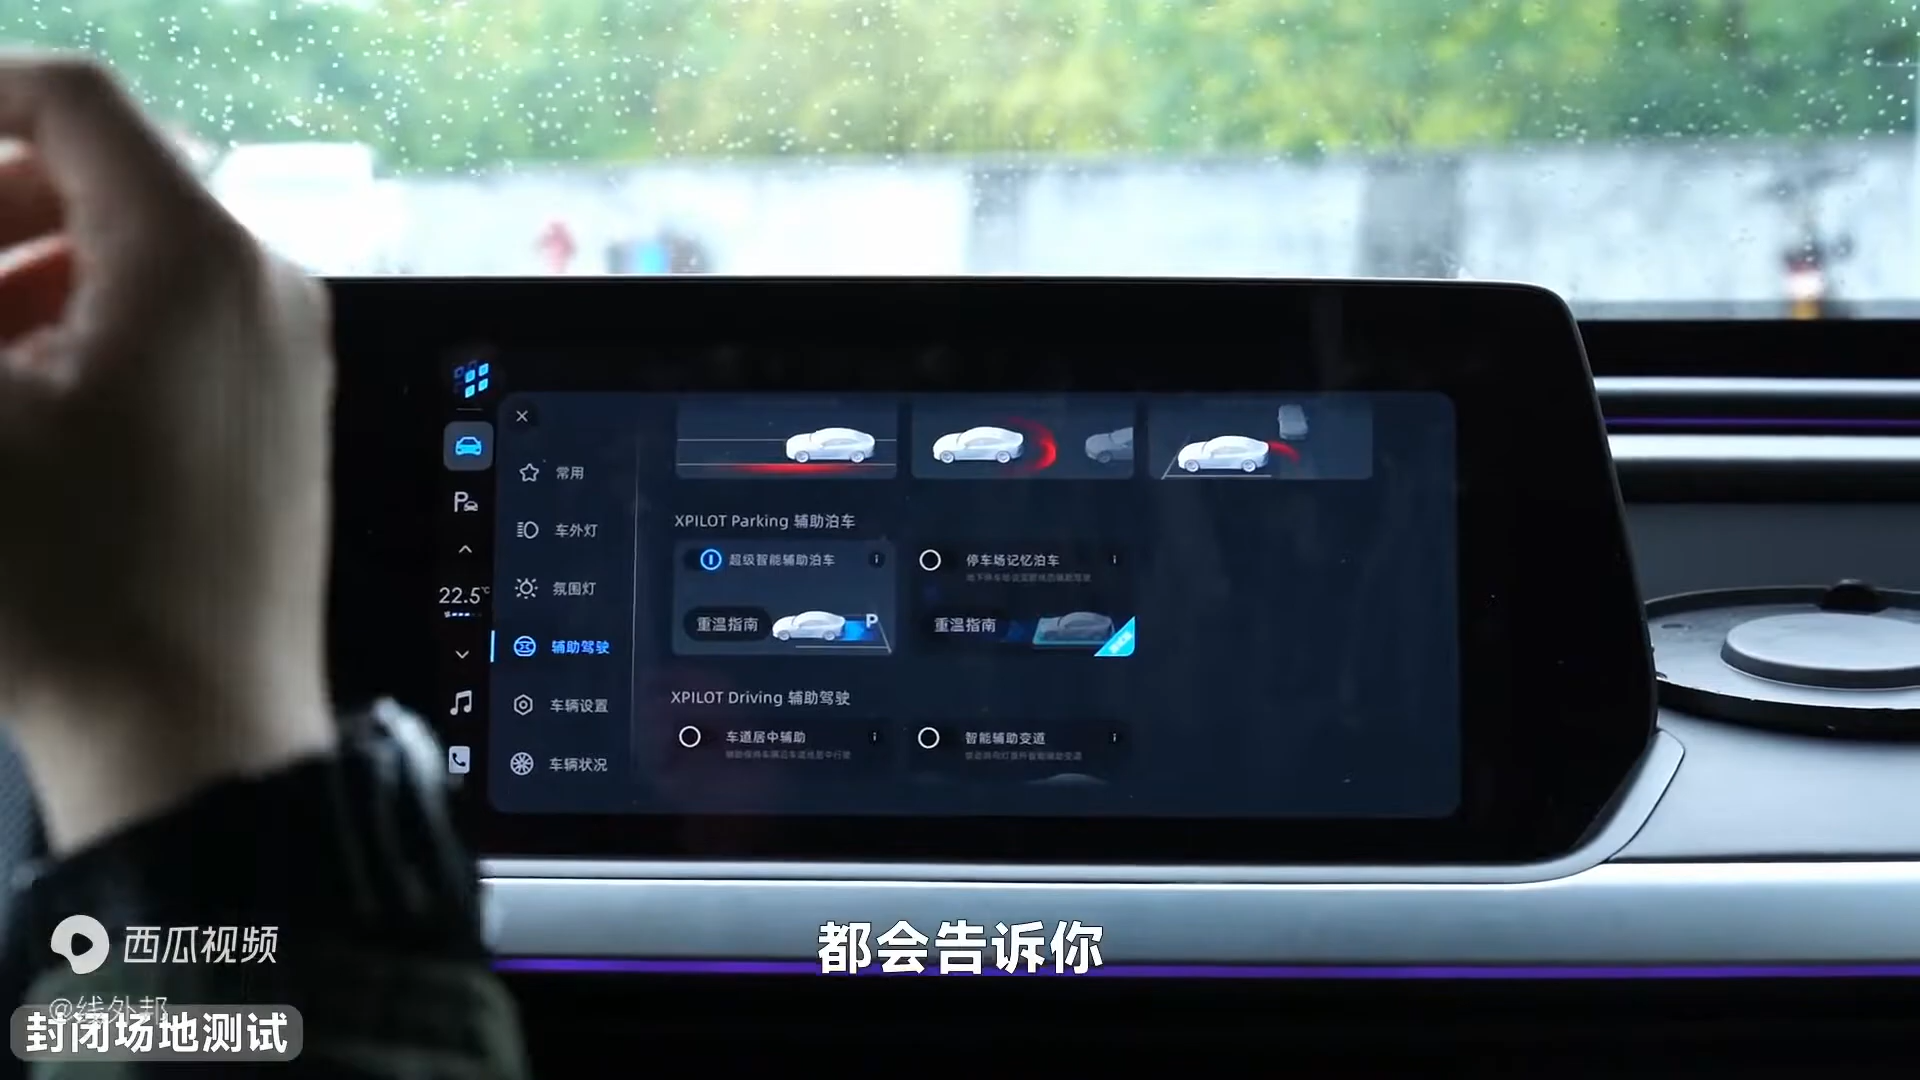 常用
车外灯
22.5℃
氛围灯
辅助驾驶
车辆设置
车辆状况
XPILOT Parking 辅助泊车
超级智能辅助泊车
停车场记忆泊车
重温指南
P
重温指南
XPILOT Driving 辅助驾驶
车道居中辅助
智能辅助变道
都会告诉你
西瓜视频
@线外邦
封闭场地测试